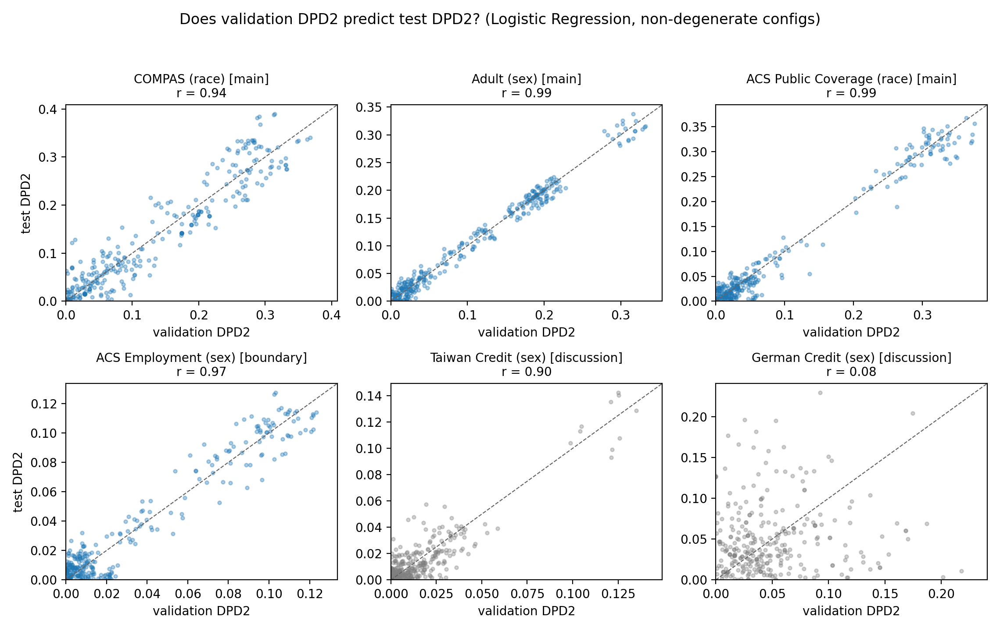 Does validation DPD2 predict test DPD2? (Logistic Regression, non-degenerate configs)
COMPAS (race) [main]
r = 0.94
0.4
0.3
0.2
0.1
0.0
test DPD2
0.0 0.1 0.2 0.3 0.4
validation DPD2
Adult (sex) [main]
r = 0.99
0.35
0.30
0.25
0.20
0.15
0.10
0.05
0.00
0.0 0.1 0.2 0.3
validation DPD2
ACS Public Coverage (race) [main]
r = 0.99
0.35
0.30
0.25
0.20
0.15
0.10
0.05
0.00
0.0 0.1 0.2 0.3
validation DPD2
ACS Employment (sex) [boundary]
r = 0.97
0.12
0.10
0.08
0.06
0.04
0.02
0.00
test DPD2
0.00 0.02 0.04 0.06 0.08 0.10 0.12
validation DPD2
Taiwan Credit (sex) [discussion]
r = 0.90
0.14
0.12
0.10
0.08
0.06
0.04
0.02
0.00
0.000 0.025 0.050 0.075 0.100 0.125
validation DPD2
German Credit (sex) [discussion]
r = 0.08
0.20
0.15
0.10
0.05
0.00
0.00 0.05 0.10 0.15 0.20
validation DPD2